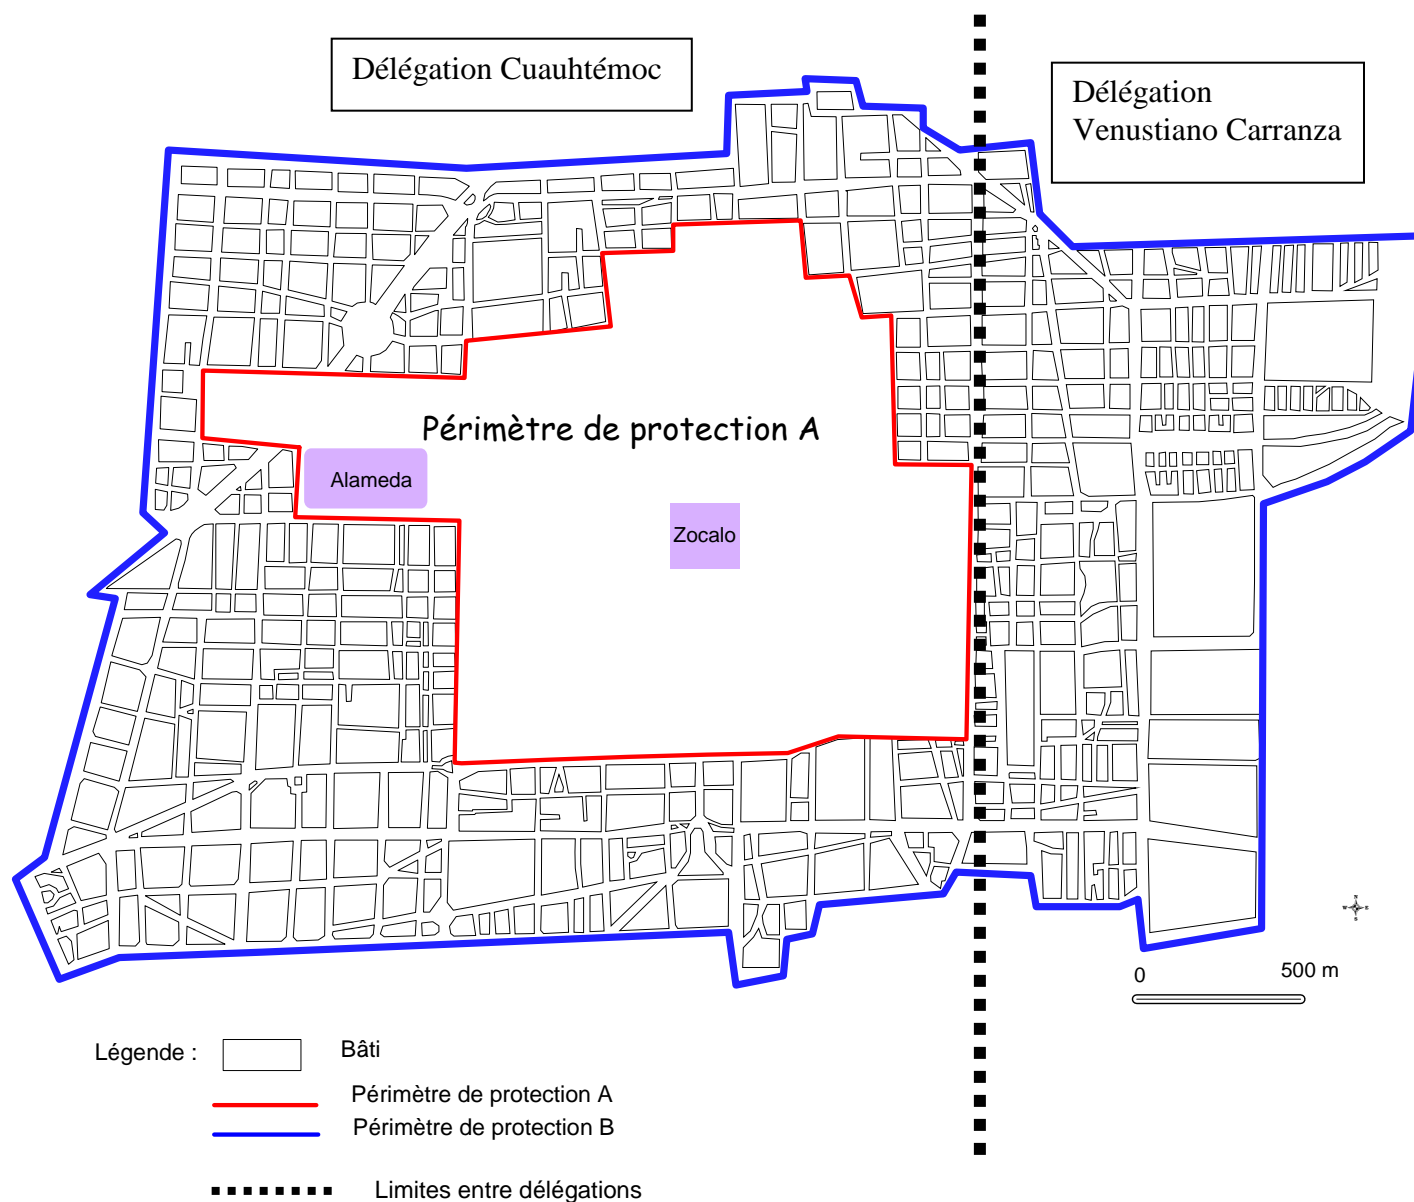 Délégation Cuauhtémoc
Délégation
Venustiano Carranza
Périmètre de protection A
Alameda
Zocalo
N
W E
S
0 500 m
Légende : Bâti
Périmètre de protection A
Périmètre de protection B
Limites entre délégations